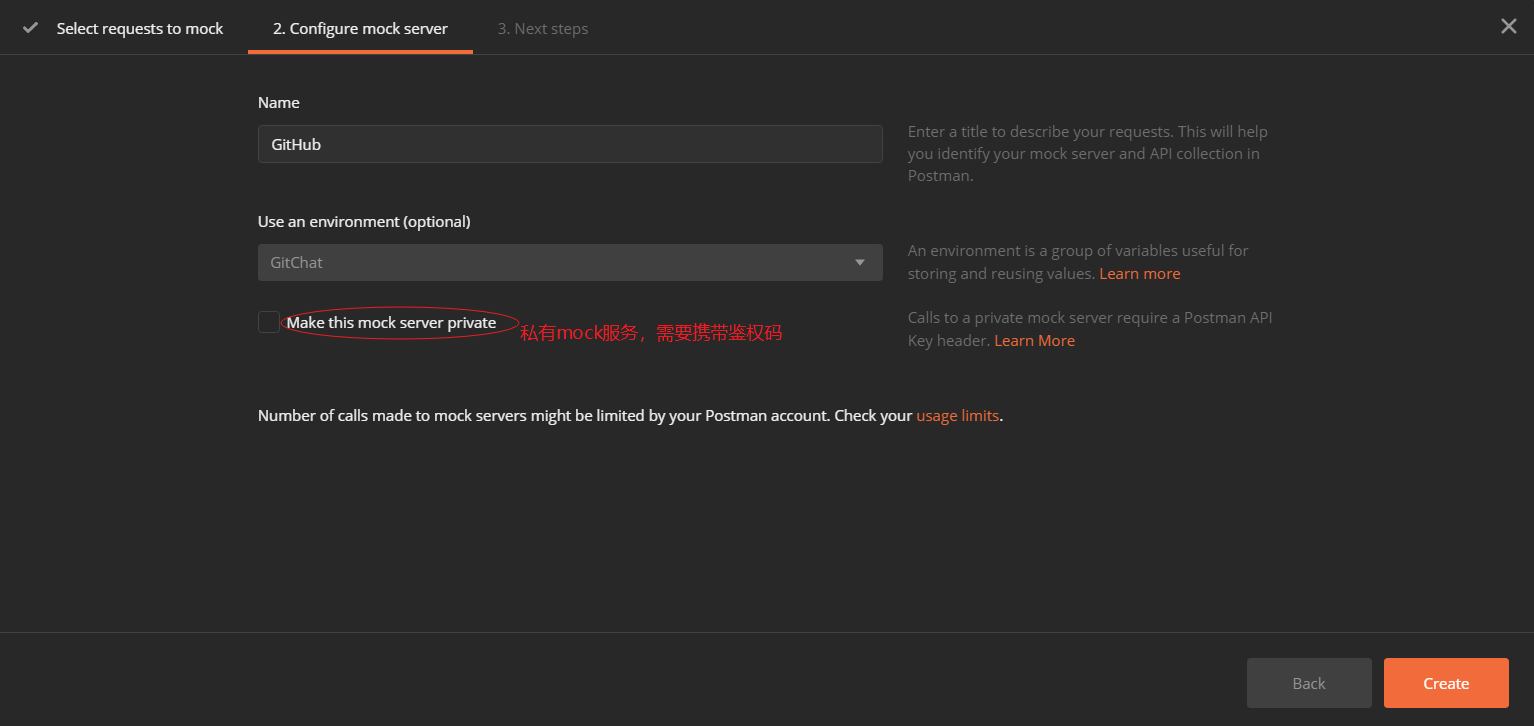 Select requests to mock
2. Configure mock server
3. Next steps
Name
GitHub
Enter a title to describe your requests. This will help
you identify your mock server and API collection in
Postman.
Use an environment (optional)
GitChat
An environment is a group of variables useful for
storing and reusing values. Learn more
Make this mock server private
私有mock服务，需要携带鉴权码
Calls to a private mock server require a Postman API
Key header. Learn More
Number of calls made to mock servers might be limited by your Postman account. Check your usage limits.
Back
Create